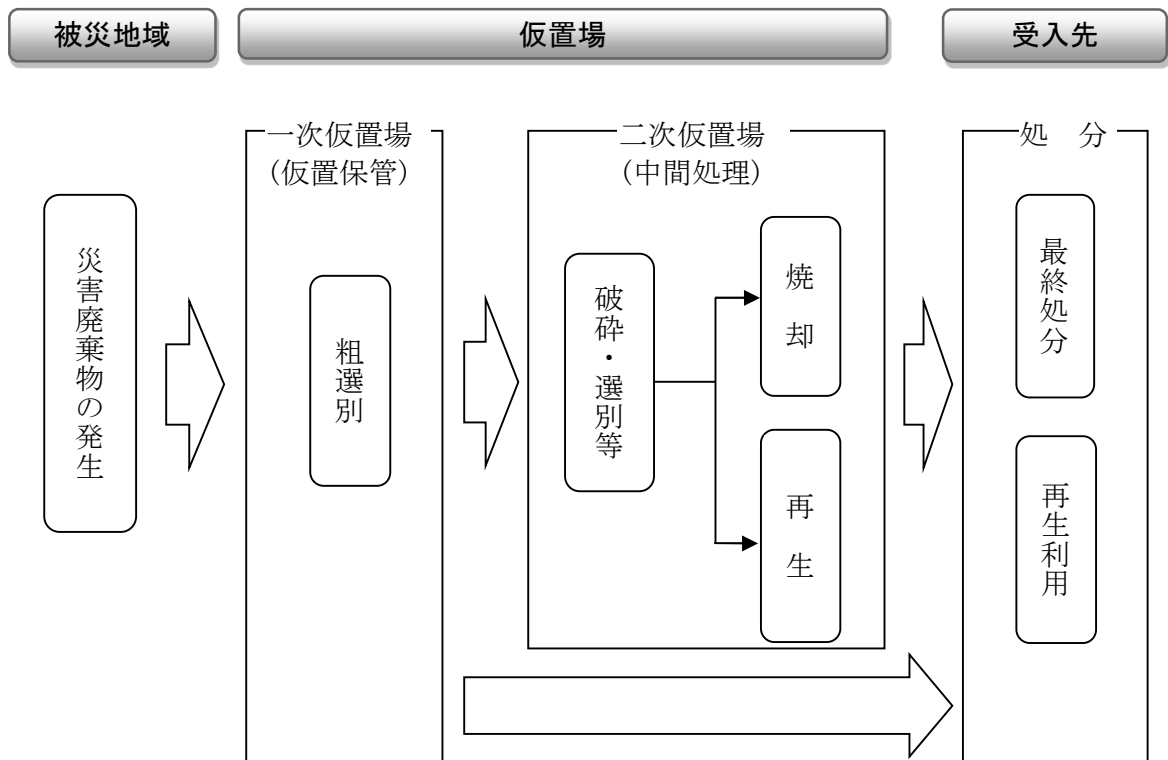 被災地域
仮置場
受入先
一次仮置場
(仮置保管)
二次仮置場
(中間処理)
処　分
災害廃棄物の発生
粗選別
破砕・選別等
焼却
再生
最終処分
再生利用